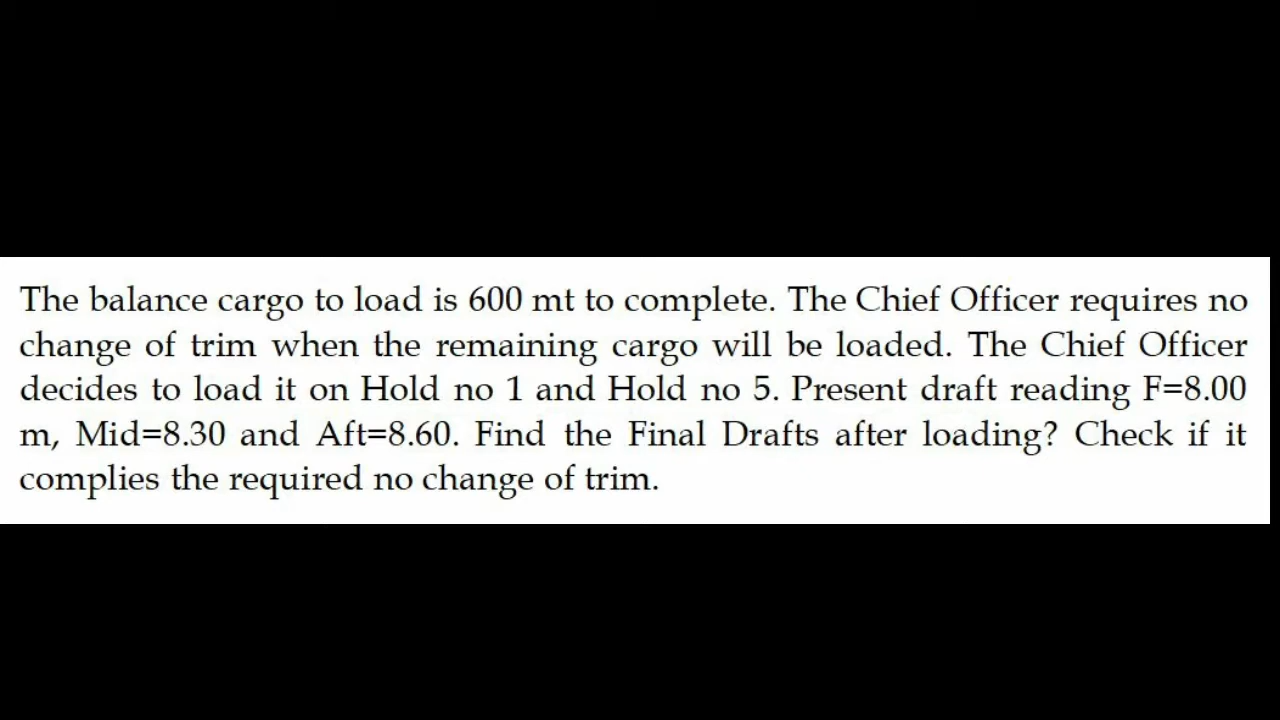 The balance cargo to load is 600 mt to complete. The Chief Officer requires no
change of trim when the remaining cargo will be loaded. The Chief Officer
decides to load it on Hold no 1 and Hold no 5. Present draft reading F=8.00
m, Mid=8.30 and Aft=8.60. Find the Final Drafts after loading? Check if it
complies the required no change of trim.